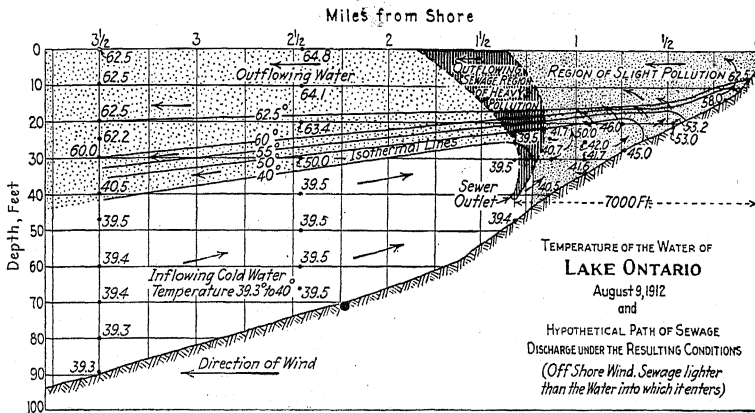 Miles from Shore
3½ 3 2½ 2 1½ 1 ½ 0
Depth, Feet
0
10
20
30
40
50
60
70
80
90
100
62.5
62.5
62.5
62.2
60.0
40.5
39.5
39.4
39.4
39.3
39.3
64.8
Outflowing Water
64.1
62.5°
63.4
60°
55°
50°
40°
50.0
Isothermal Lines
39.5
39.5
39.5
39.5
Inflowing Cold Water
Temperature 39.3° to 40°
Direction of Wind
OUTFLOWING
SEWAGE REGION
OF HEAVY
POLLUTION
REGION OF SLIGHT POLLUTION
58.0
53.2
53.0
46.0
45.0
50.0
42.0
41.7
41.6
41.1
40.7
40.5
39.5
39.5
39.4
Sewer
Outlet
7000 Ft.
TEMPERATURE OF THE WATER OF
LAKE ONTARIO
August 9, 1912
and
HYPOTHETICAL PATH OF SEWAGE
DISCHARGE UNDER THE RESULTING CONDITIONS
(Off Shore Wind. Sewage lighter
than the Water into which it enters)